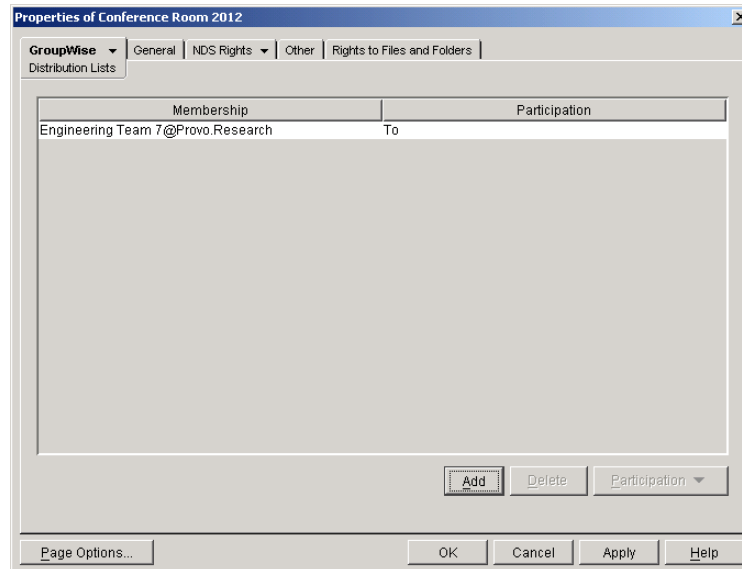 Properties of Conference Room 2012
GroupWise General NDS Rights Other Rights to Files and Folders
Distribution Lists
Membership Participation
Engineering Team 7@Provo.Research To
Add Delete Participation
Page Options... OK Cancel Apply Help